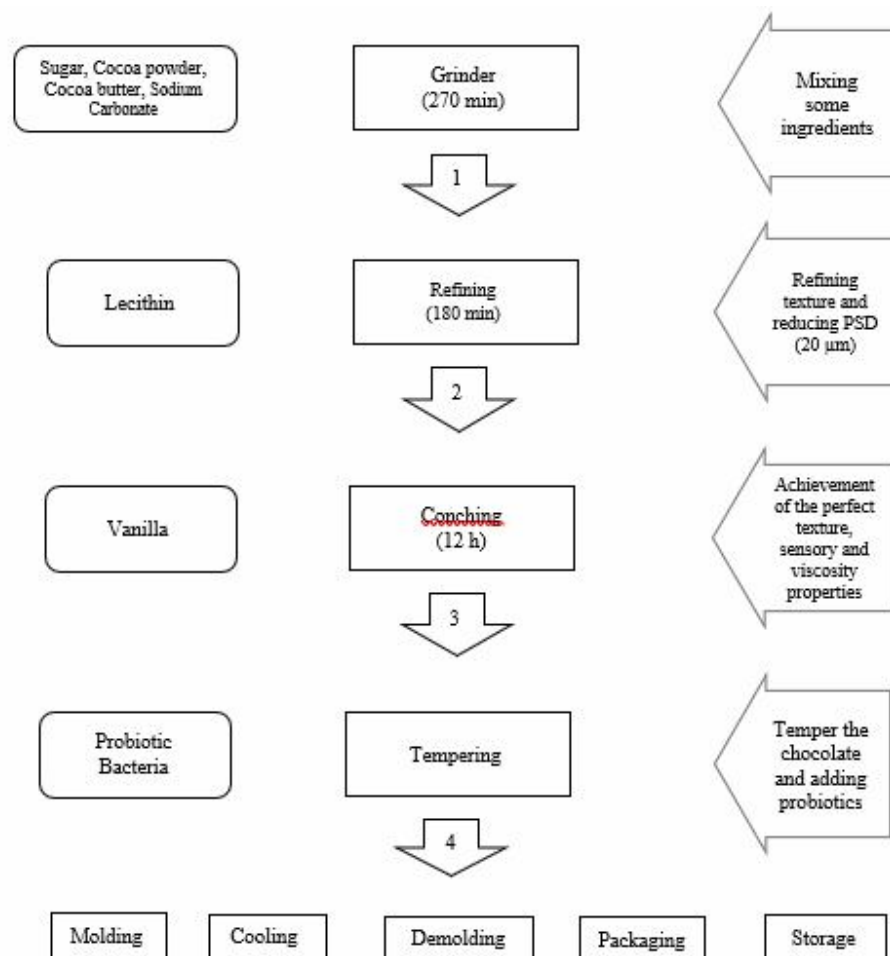 Sugar, Cocoa powder,
Cocoa butter, Sodium
Carbonate
Grinder
(270 min)
Mixing
some
ingredients
1
Lecithin
Refining
(180 min)
Refining
texture and
reducing PSD
(20 µm)
2
Vanilla
Conching
(12 h)
Achievement
of the perfect
texture,
sensory and
viscosity
properties
3
Probiotic
Bacteria
Tempering
Temper the
chocolate
and adding
probiotics
4
Molding
Cooling
Demolding
Packaging
Storage